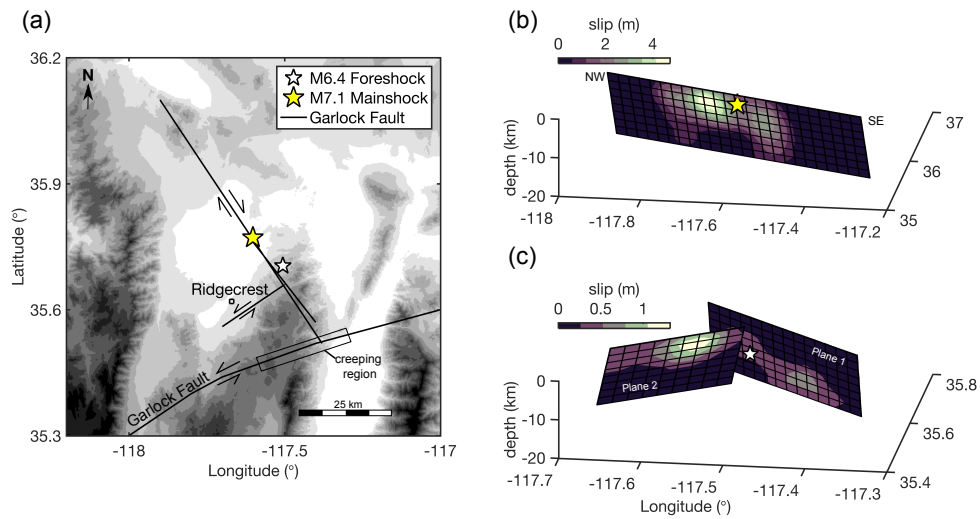 (a)
36.2
35.9
35.6
35.3
Latitude (°)
N
M6.4 Foreshock
M7.1 Mainshock
Garlock Fault
Ridgecrest
creeping
region
Garlock Fault
25 km
-118
-117.5
-117
Longitude (°)
(b)
slip (m)
0
2
4
NW
SE
0
-10
-20
depth (km)
-118
-117.8
-117.6
-117.4
-117.2
37
36
35
(c)
slip (m)
0
0.5
1
Plane 1
Plane 2
0
-10
-20
depth (km)
-117.7
-117.6
-117.5
-117.4
-117.3
Longitude (°)
35.8
35.6
35.4